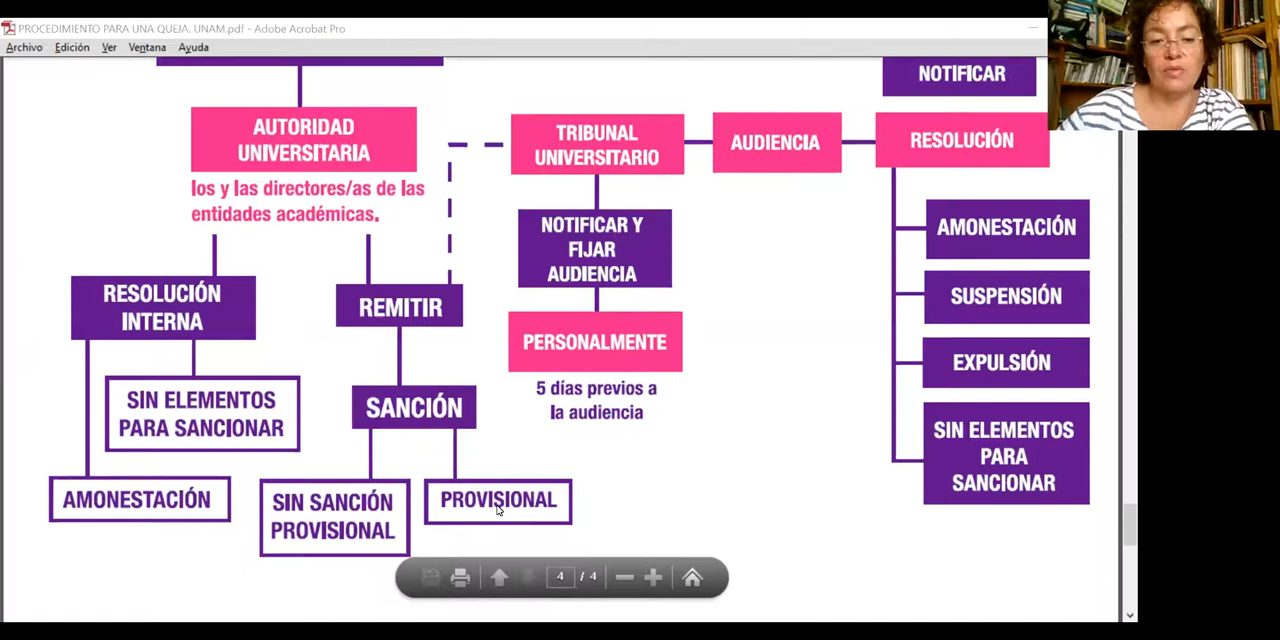 PROCEDIMIENTO PARA UNA QUEJA. UNAM.pdf - Adobe Acrobat Pro
Archivo Edición Ver Ventana Ayuda
NOTIFICAR
AUTORIDAD
UNIVERSITARIA
los y las directores/as de las
entidades académicas.
TRIBUNAL
UNIVERSITARIO
AUDIENCIA
RESOLUCIÓN
NOTIFICAR Y
FIJAR
AUDIENCIA
AMONESTACIÓN
RESOLUCIÓN
INTERNA
REMITIR
SUSPENSIÓN
PERSONALMENTE
5 días previos a
la audiencia
EXPULSIÓN
SIN ELEMENTOS
PARA SANCIONAR
SANCIÓN
SIN ELEMENTOS
PARA
SANCIONAR
AMONESTACIÓN
SIN SANCIÓN
PROVISIONAL
PROVISIONAL
4 / 4